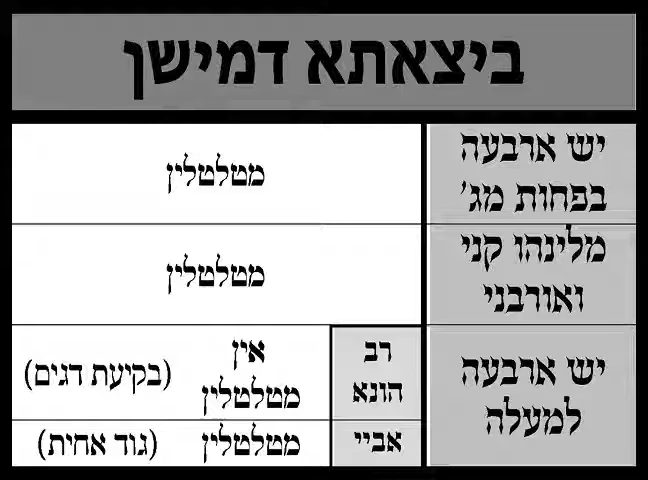 ביצאתא דמישן
יש ארבעה
בפחות מג'
מטלטלין
מלינהו קני
ואורבני
מטלטלין
יש ארבעה
למעלה
רב
הונא
אין
מטלטלין
(בקיעת דגים)
אביי
מטלטלין
(גוד אחית)